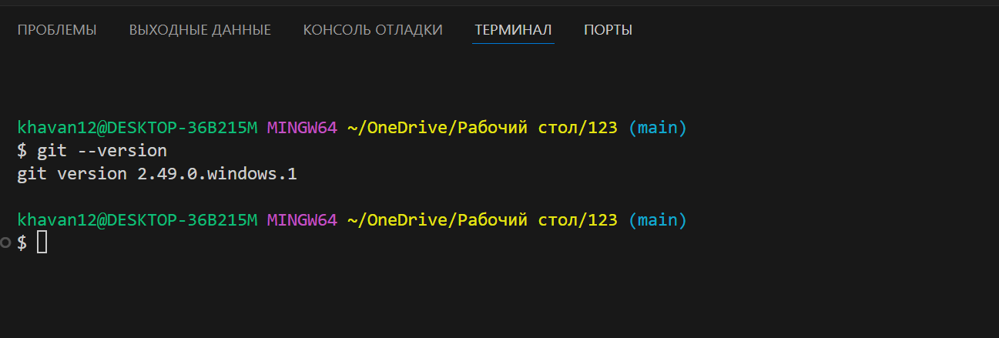 ПРОБЛЕМЫ ВЫХОДНЫЕ ДАННЫЕ КОНСОЛЬ ОТЛАДКИ ТЕРМИНАЛ ПОРТЫ
khavan12@DESKTOP-36B215M MINGW64 ~/OneDrive/Рабочий стол/123 (main)
$ git --version
git version 2.49.0.windows.1
khavan12@DESKTOP-36B215M MINGW64 ~/OneDrive/Рабочий стол/123 (main)
$